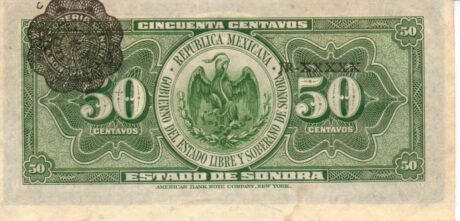 CINCUENTA CENTAVOS
50
50
REPUBLICA MEXICANA.
GOBIERNO DEL ESTADO LIBRE Y SOBERANO DE SONORA
50
CENTAVOS
50
CENTAVOS
50
ESTADO DE SONORA
50
AMERICAN BANK NOTE COMPANY, NEW YORK.